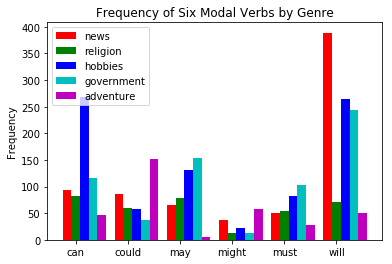 Frequency of Six Modal Verbs by Genre
400
350
300
250
200
150
100
50
0
Frequency
news
religion
hobbies
government
adventure
can could may might must will